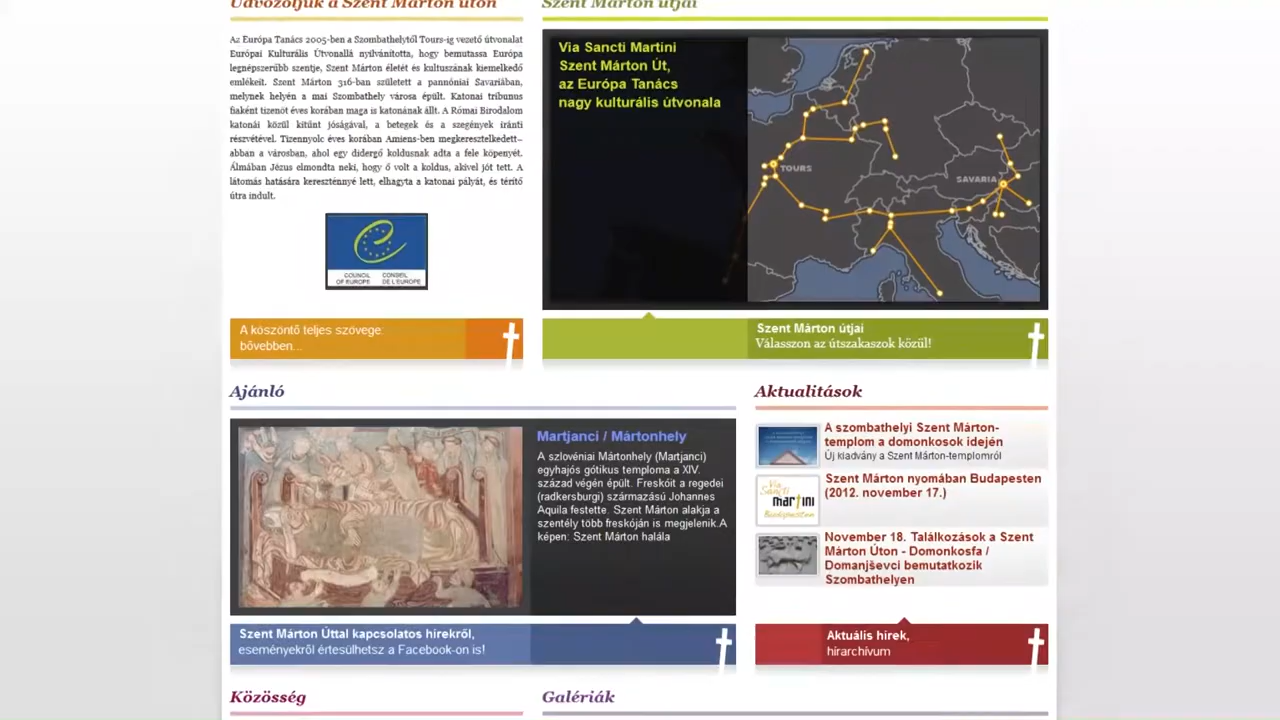 Üdvözöljük a Szent Márton úton
Az Európa Tanács 2005-ben a Szombathelytől Tours-ig vezető útvonalat
Európai Kulturális Útvonallá nyilvánította, hogy bemutassa Európa
legnépszerűbb szentje, Szent Márton életét és kultuszának kiemelkedő
emlékeit. Szent Márton 316-ban született a pannóniai Savariában,
melynek helyén a mai Szombathely városa épült. Katonai tribunus
fiaként tizenöt éves korában maga is katonának állt. A Római Birodalom
katonái közül kitűnt jóságával, a betegek és a szegények iránti
részvétével. Tizennyolc éves korában Amiens-ben megkeresztelkedett–
abban a városban, ahol egy didergő koldusnak adta a fele köpenyét.
Álmában Jézus elmondta neki, hogy ő volt a koldus, akivel jót tett. A
látomás hatására kereszténnyé lett, elhagyta a katonai pályát, és térítő
útra indult.
COUNCIL OF EUROPE
CONSEIL DE L'EUROPE
A köszöntő teljes szövege:
bővebben...
Szent Márton útjai
Via Sancti Martini
Szent Márton Út,
az Európa Tanács
nagy kulturális útvonala
TOURS
SAVARIA
Szent Márton útjai
Válasszon az útszakaszok közül!
Ajánló
Martjanci / Mártonhely
A szlovéniai Mártonhely (Martjanci)
egyhajós gótikus temploma a XIV.
század végén épült. Freskóit a regedei
(radkersburgi) származású Johannes
Aquila festette. Szent Márton alakja a
szentély több freskóján is megjelenik.A
képen: Szent Márton halála
Szent Márton Úttal kapcsolatos hírekről,
eseményekről értesülhetsz a Facebook-on is!
Aktualitások
A szombathelyi Szent Márton-
templom a domonkosok idején
Új kiadvány a Szent Márton-templomról
Via Sancti martini Budapesten
Szent Márton nyomában Budapesten
(2012. november 17.)
November 18. Találkozások a Szent
Márton Úton - Domonkosfa /
Domanjševci bemutatkozik
Szombathelyen
Aktuális hírek,
hírarchívum
Közösség
Galériák